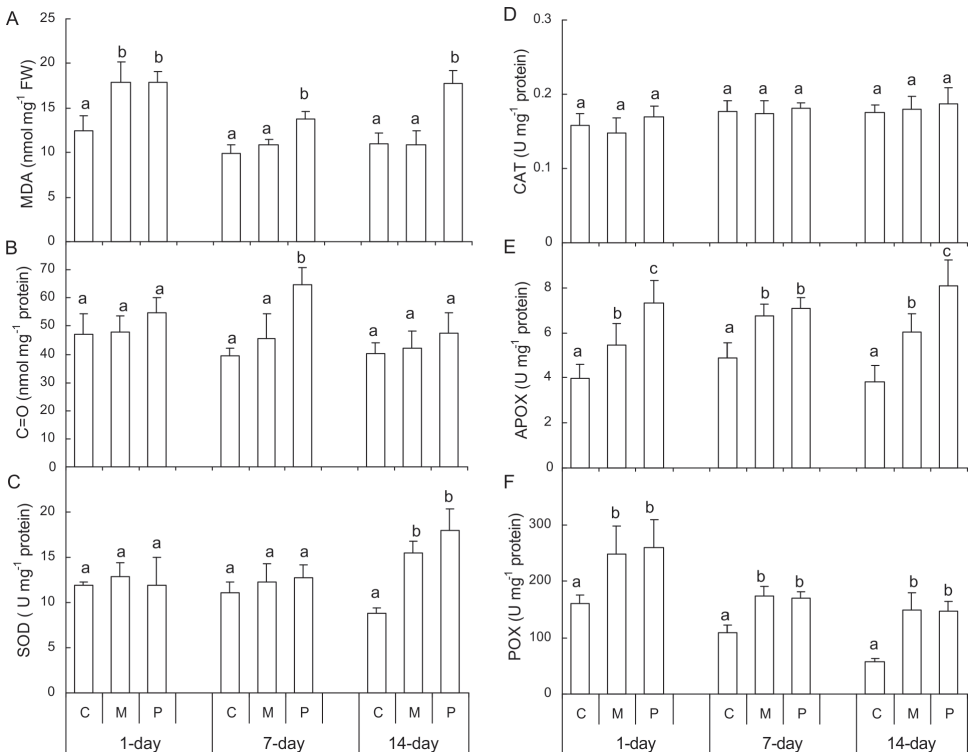 A
MDA (nmol mg-1 FW)
25
20
15
10
5
0
a b b
a a b
a a b
B
C=O (nmol mg-1 protein)
70
60
50
40
30
20
10
0
a a a
a a b
a a a
C
SOD ( U mg-1 protein)
20
15
10
5
0
a a a
a a a
a b b
C M P C M P C M P
1-day 7-day 14-day
D
CAT (U mg-1 protein)
0.3
0.2
0.1
0
a a a
a a a
a a a
E
APOX (U mg-1 protein)
8
6
4
2
0
a b c
a b b
a b c
F
POX (U mg-1 protein)
300
200
100
0
a b b
a b b
a b b
C M P C M P C M P
1-day 7-day 14-day